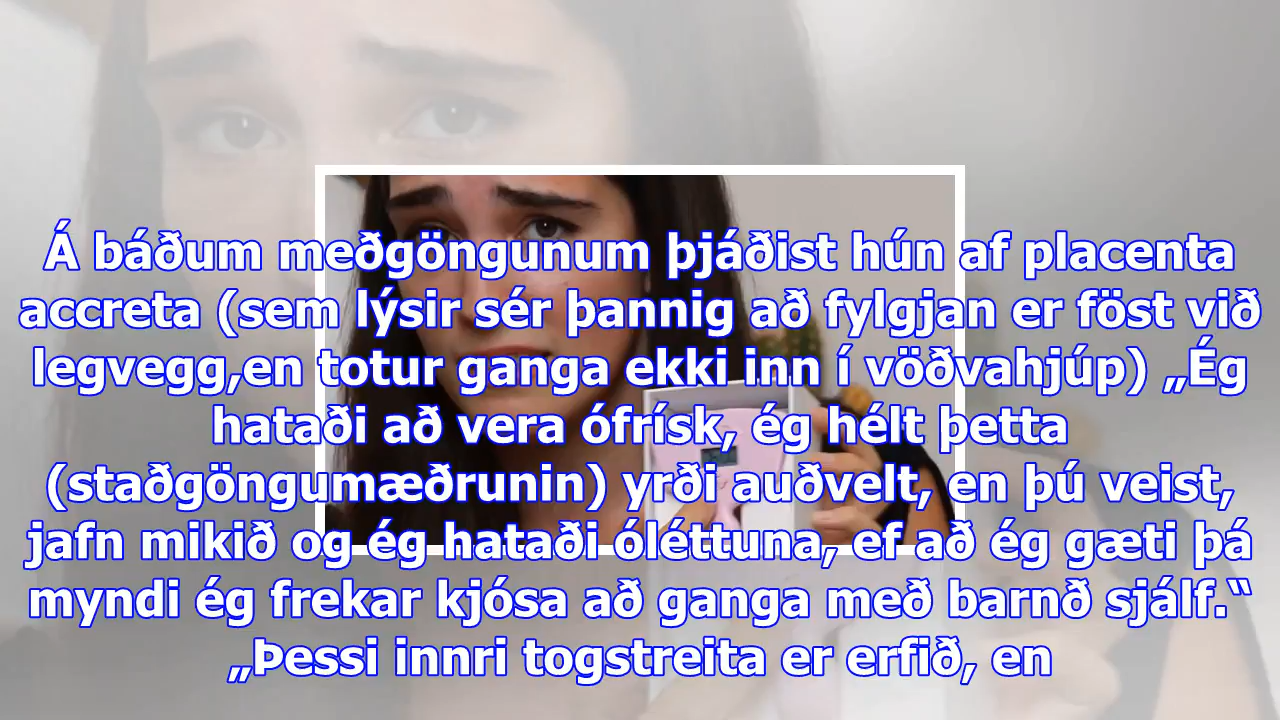 Á báðum meðgöngunum þjáðist hún af placenta
accreta (sem lýsir sér þannig að fylgjan er föst við
legvegg,en totur ganga ekki inn í vöðvahjúp) „Ég
hataði að vera ófrísk, ég hélt þetta
(staðgöngumæðrunin) yrði auðvelt, en þú veist,
jafn mikið og ég hataði óléttuna, ef að ég gæti þá
myndi ég frekar kjósa að ganga með barnð sjálf.“
„Þessi innri togstreita er erfið, en